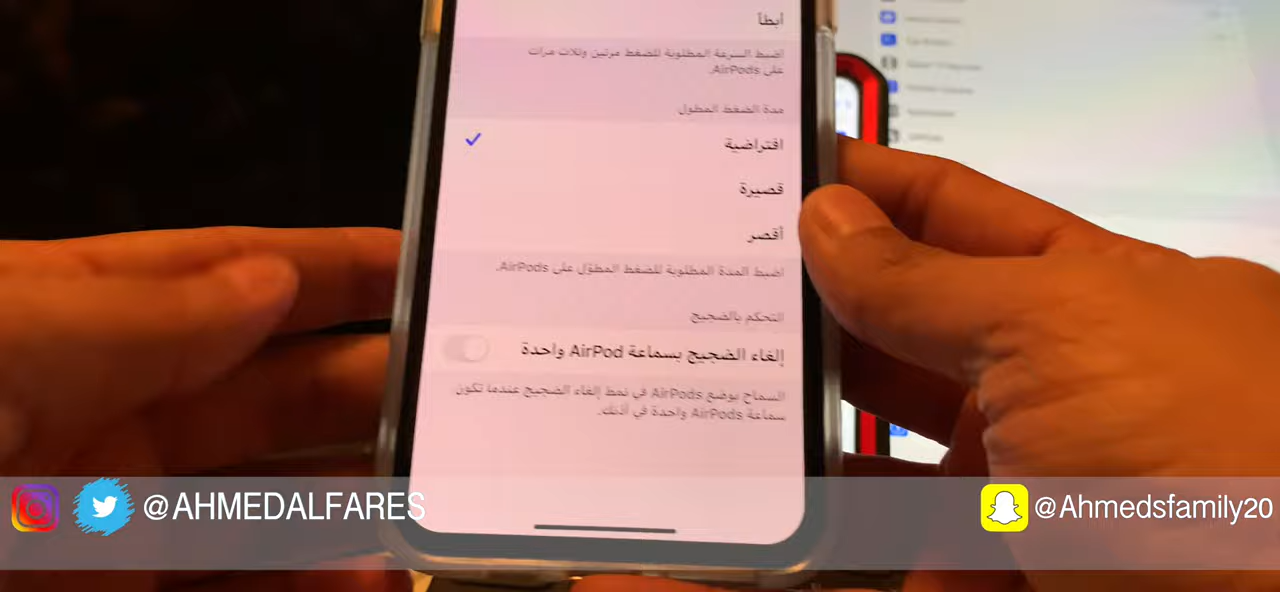 أبطأ
اضبط السرعة المطلوبة للضغط مرتين وثلاث مرات
على AirPods.
مدة الضغط المطول
افتراضية
قصيرة
أقصر
اضبط المدة المطلوبة للضغط المطوّل على AirPods.
التحكم بالضجيج
إلغاء الضجيج بسماعة AirPod واحدة
السماح بوضع AirPods في نمط إلغاء الضجيج عندما تكون
سماعة AirPods واحدة في أذنك.
@AHMEDALFARES
@Ahmedsfamily20